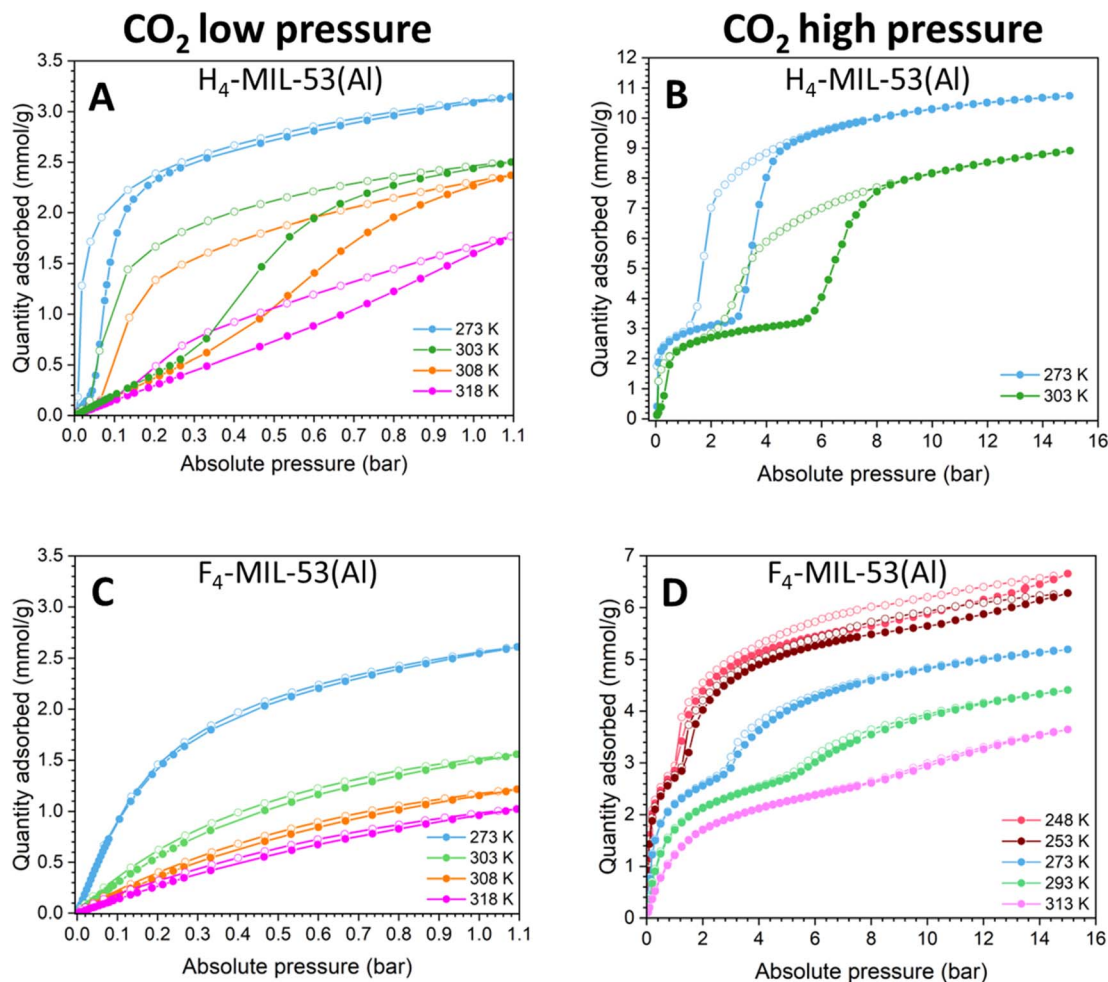 CO₂ low pressure
CO₂ high pressure
A
H₄-MIL-53(Al)
Quantity adsorbed (mmol/g)
3.5
3.0
2.5
2.0
1.5
1.0
0.5
0.0
273 K
303 K
308 K
318 K
0.0 0.1 0.2 0.3 0.4 0.5 0.6 0.7 0.8 0.9 1.0 1.1
Absolute pressure (bar)
B
H₄-MIL-53(Al)
Quantity adsorbed (mmol/g)
12
11
10
9
8
7
6
5
4
3
2
1
0
273 K
303 K
0 2 4 6 8 10 12 14 16
Absolute pressure (bar)
C
F₄-MIL-53(Al)
Quantity adsorbed (mmol/g)
3.5
3.0
2.5
2.0
1.5
1.0
0.5
0.0
273 K
303 K
308 K
318 K
0.0 0.1 0.2 0.3 0.4 0.5 0.6 0.7 0.8 0.9 1.0 1.1
Absolute pressure (bar)
D
F₄-MIL-53(Al)
Quantity adsorbed (mmol/g)
7
6
5
4
3
2
1
0
248 K
253 K
273 K
293 K
313 K
0 2 4 6 8 10 12 14 16
Absolute pressure (bar)